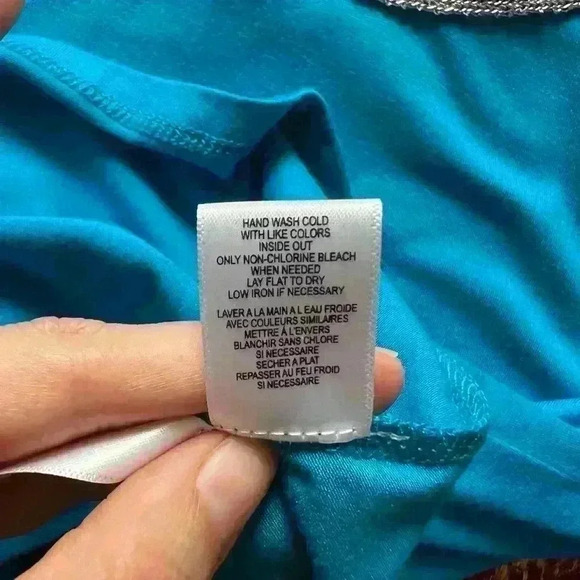 HAND WASH COLD
WITH LIKE COLORS
INSIDE OUT
ONLY NON-CHLORINE BLEACH
WHEN NEEDED
LAY FLAT TO DRY
LOW IRON IF NECESSARY
LAVER A LA MAIN A L EAU FROIDE
AVEC COULEURS SIMILAIRES
METTRE À L'ENVERS
BLANCHIR SANS CHLORE
SI NECESSAIRE
SECHER A PLAT
REPASSER AU FEU FROID
SI NECESSAIRE